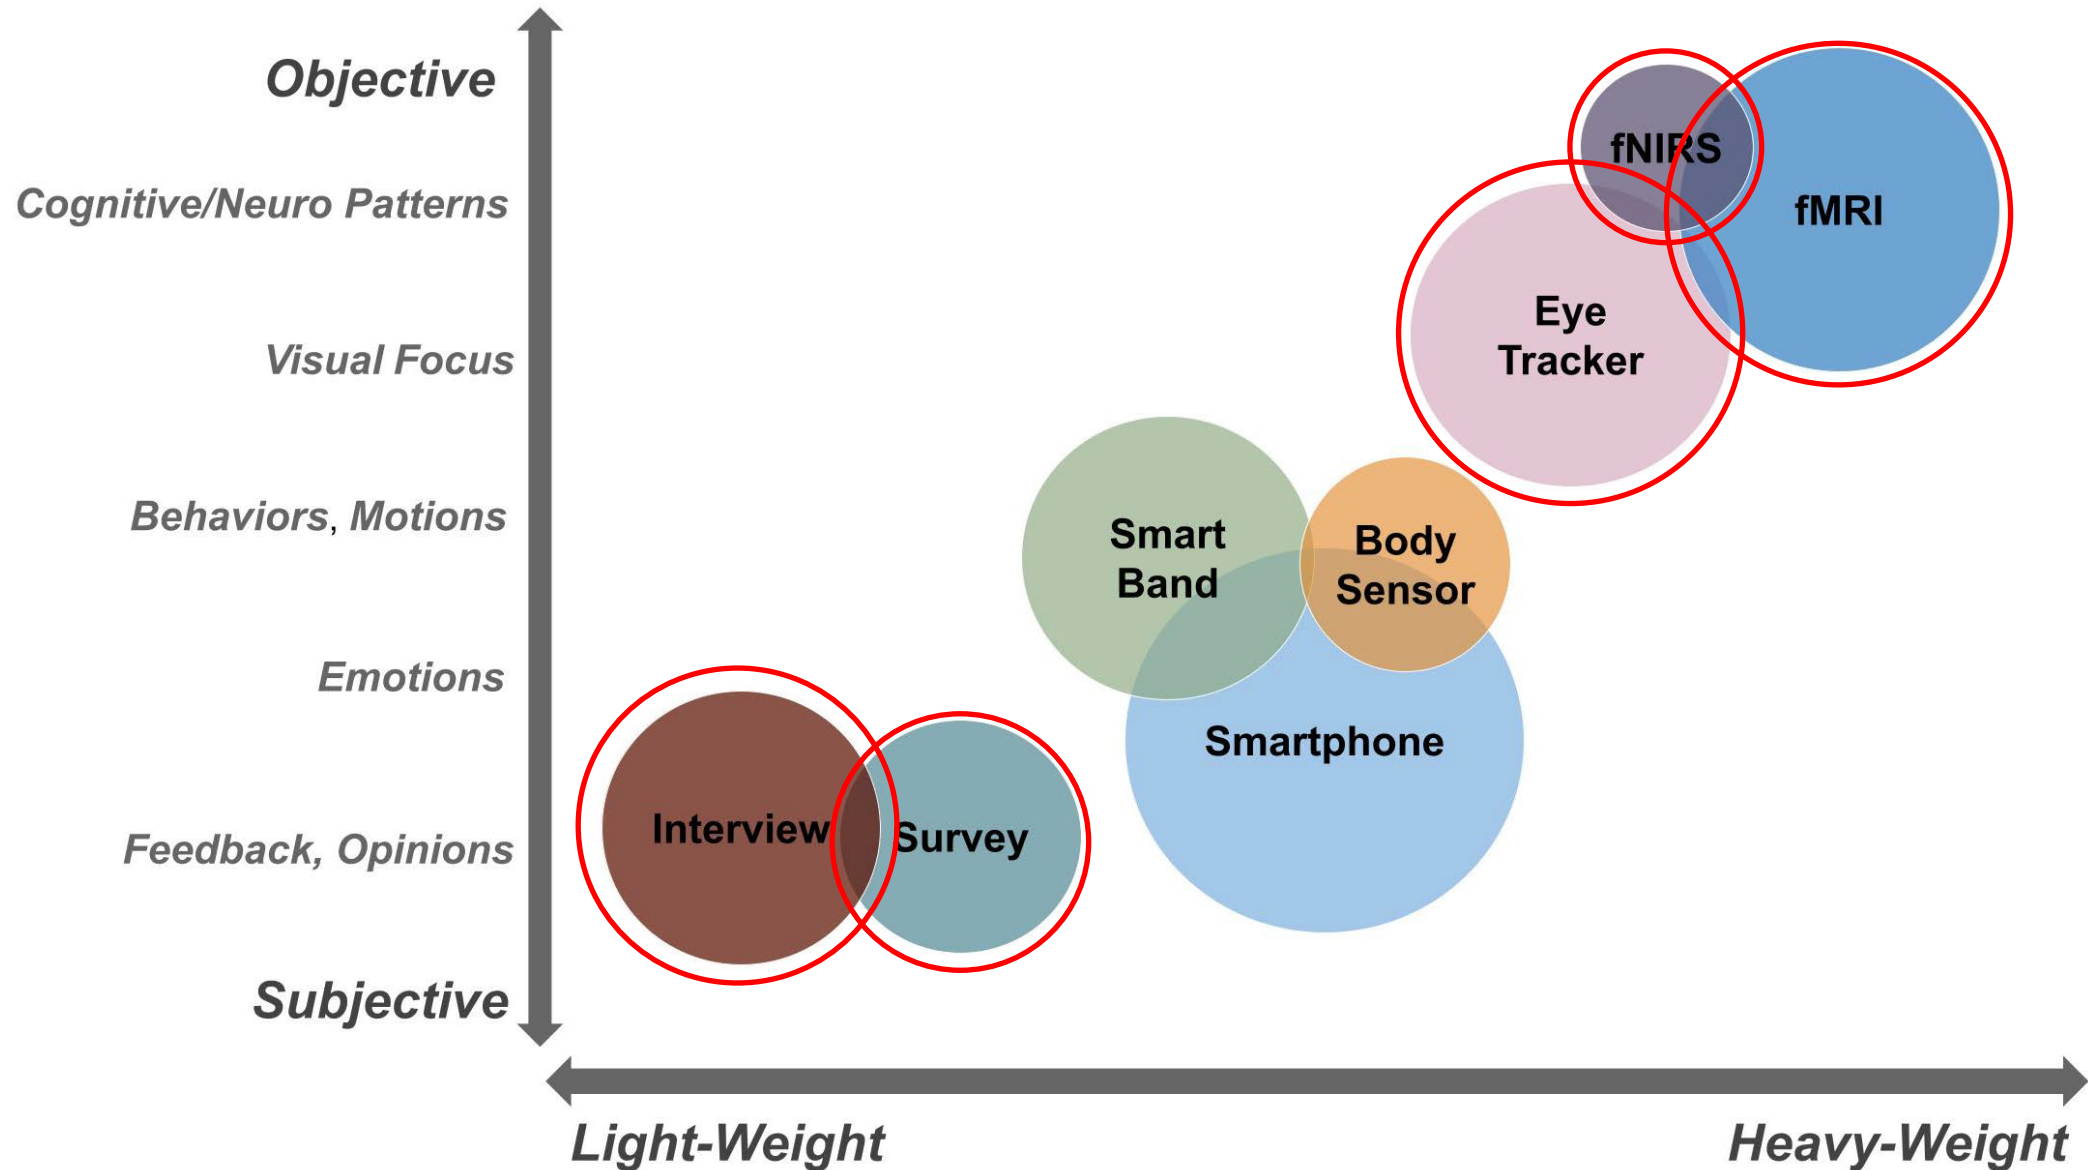 Objective
fNIRS
Cognitive/Neuro Patterns
fMRI
Eye
Tracker
Visual Focus
Behaviors, Motions
Smart
Band
Body
Sensor
Emotions
Smartphone
Interview
Survey
Feedback, Opinions
Subjective
Light-Weight
Heavy-Weight